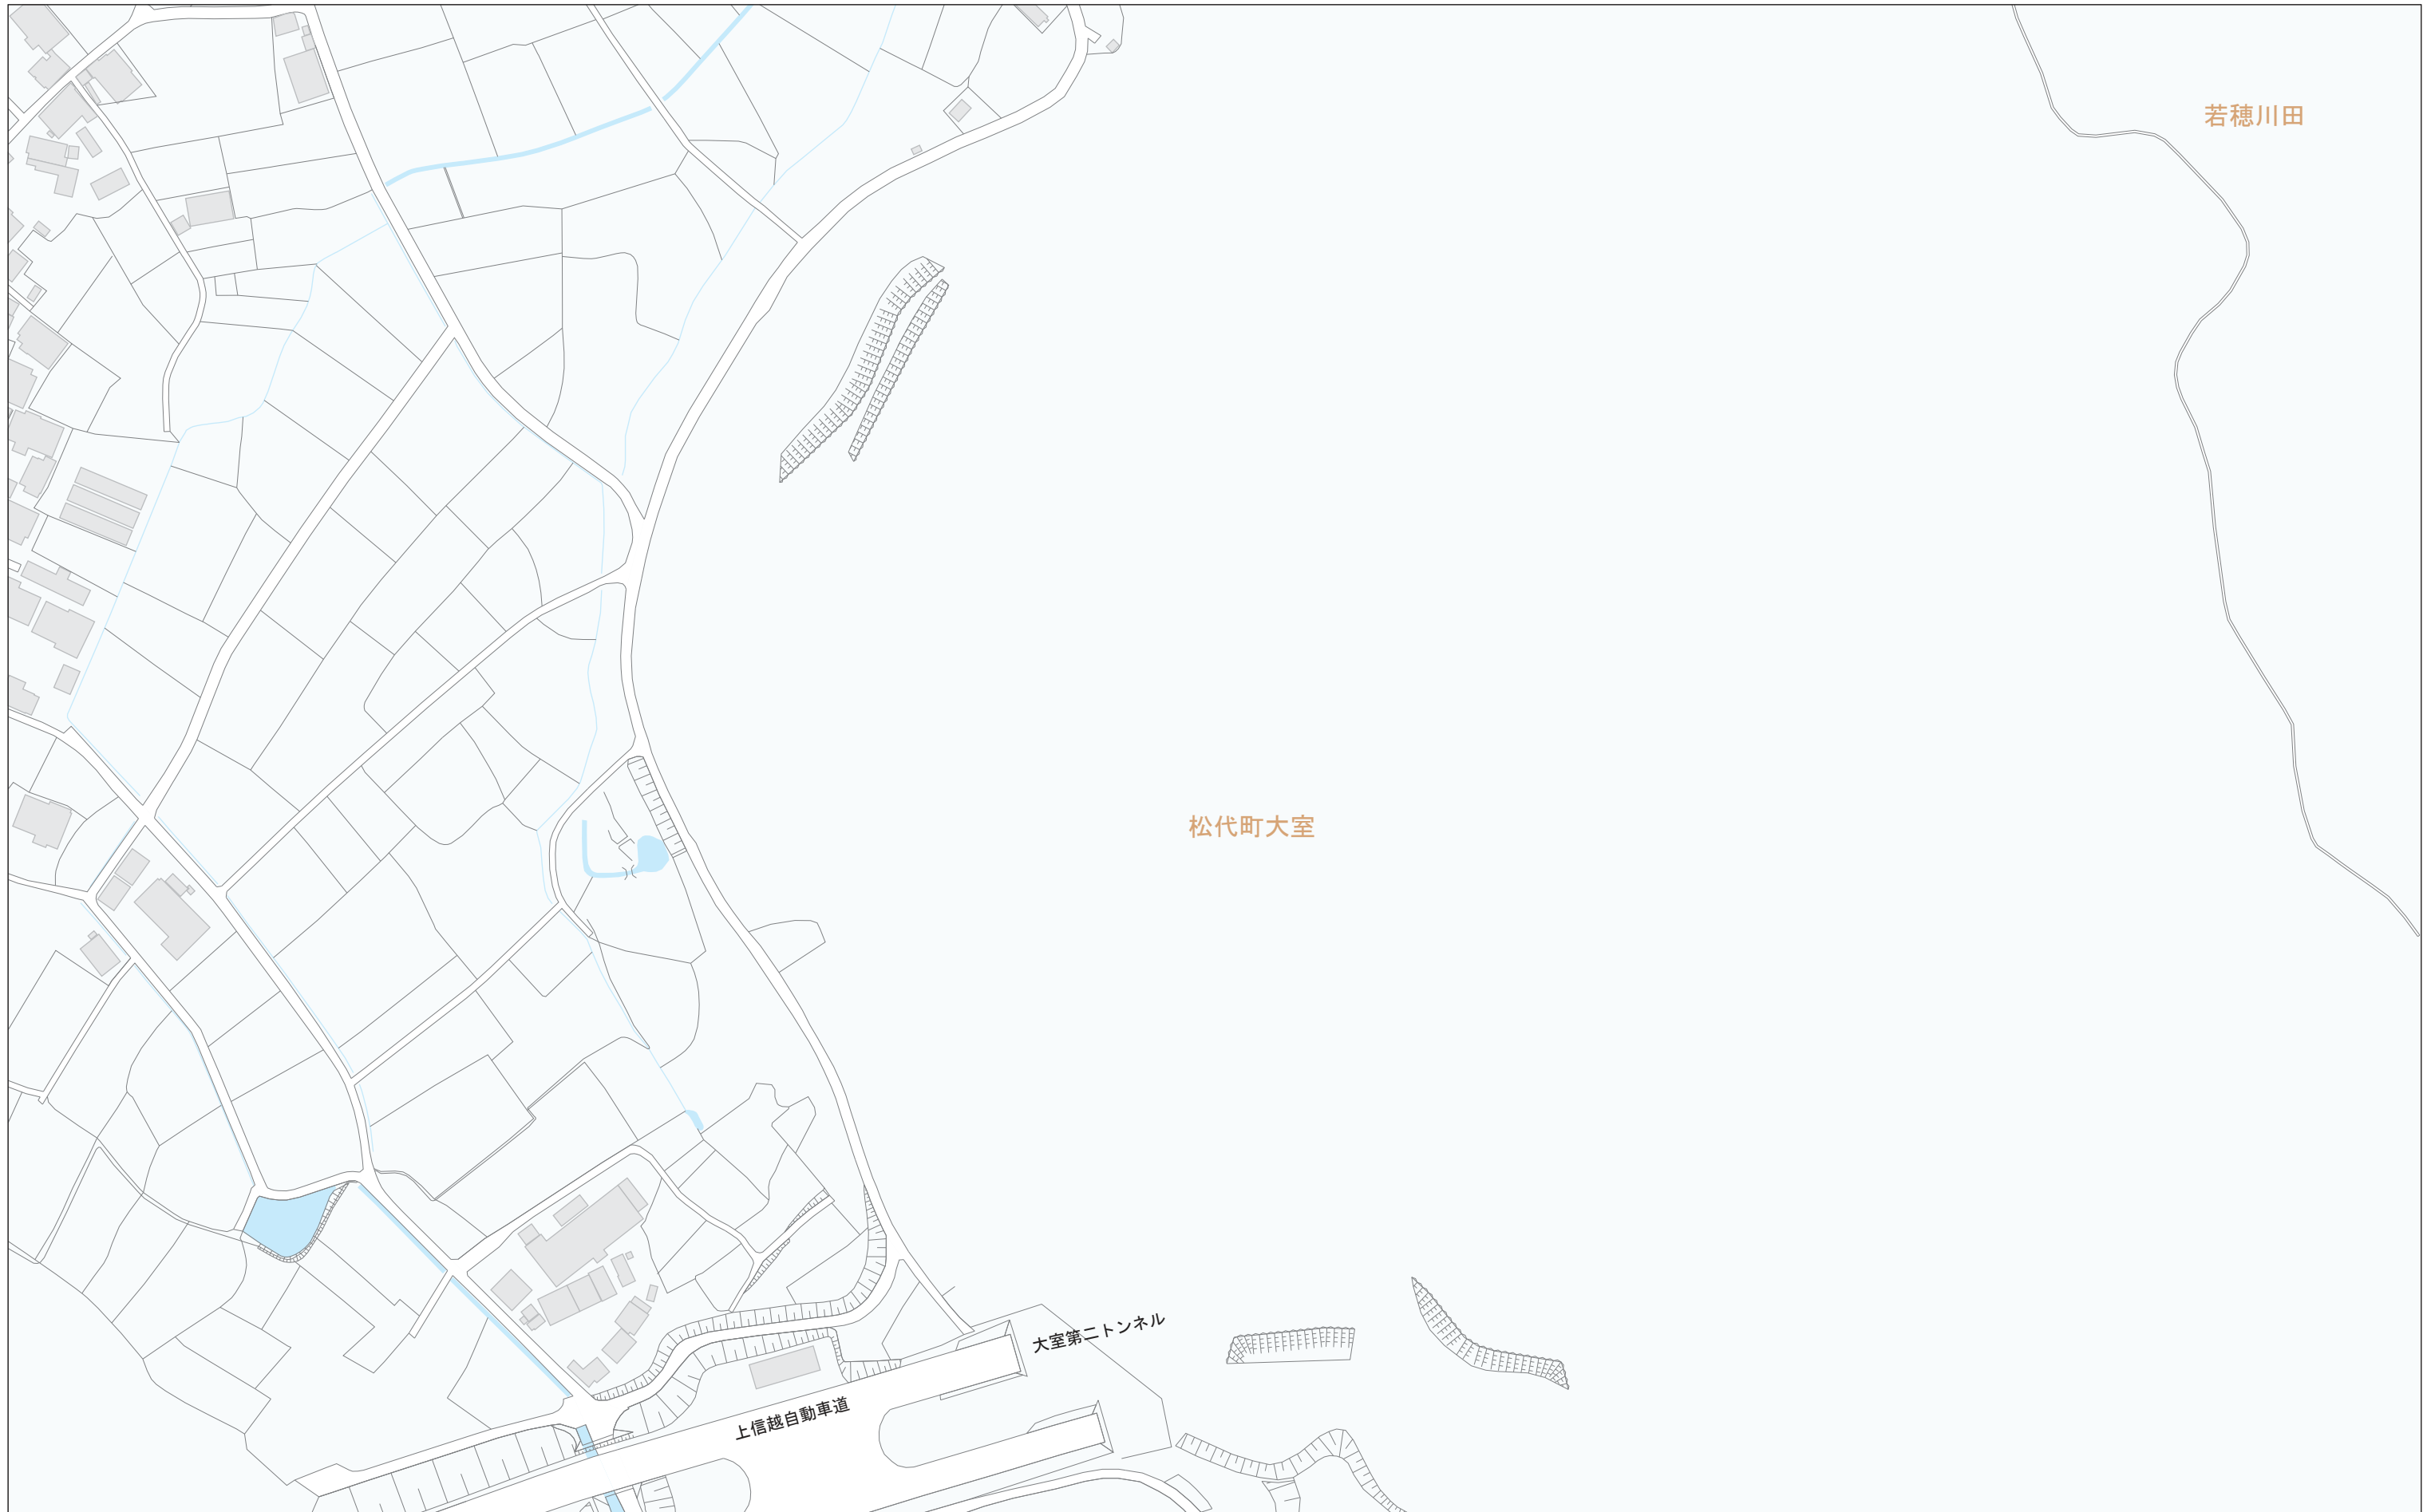 若穂川田
松代町大室
大室第二トンネル
上信越自動車道